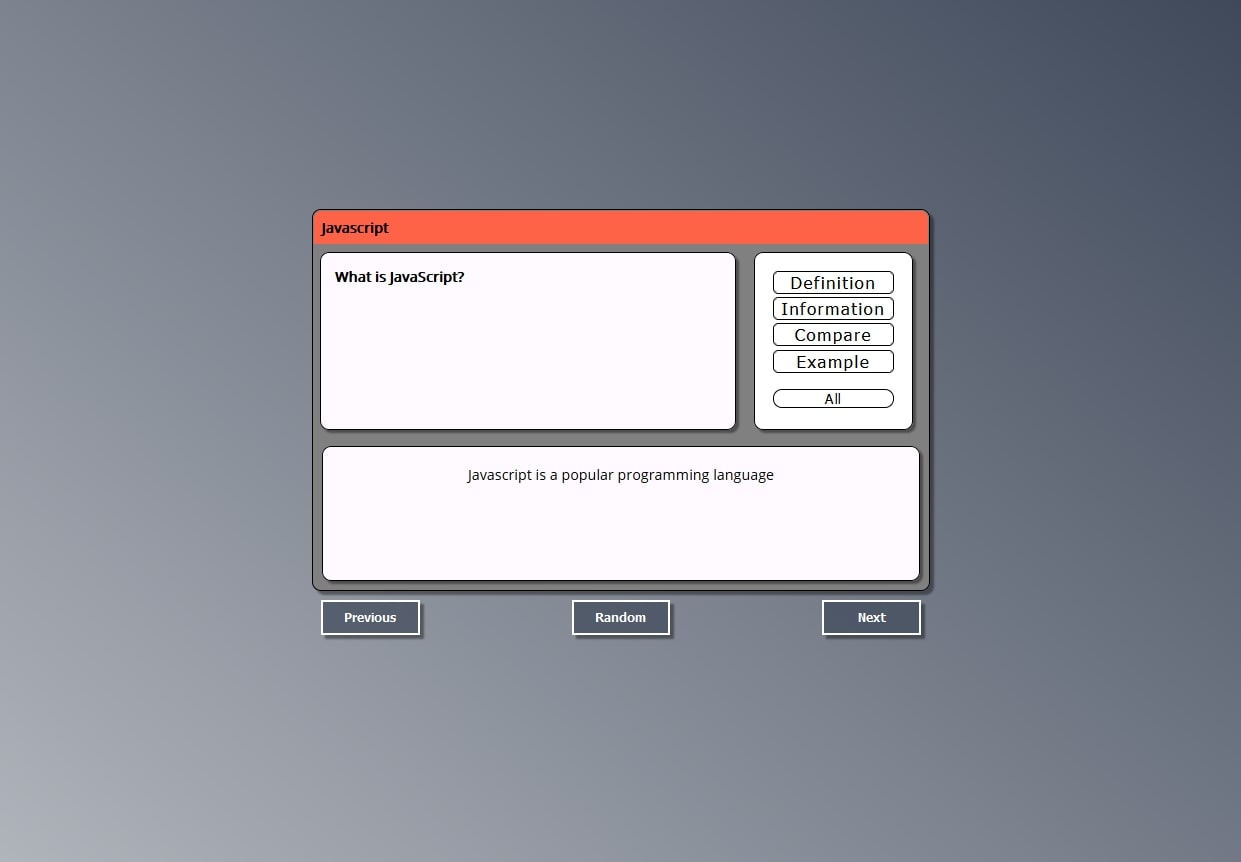 Javascript
What is JavaScript?
Definition
Information
Compare
Example
All
Javascript is a popular programming language
Previous
Random
Next